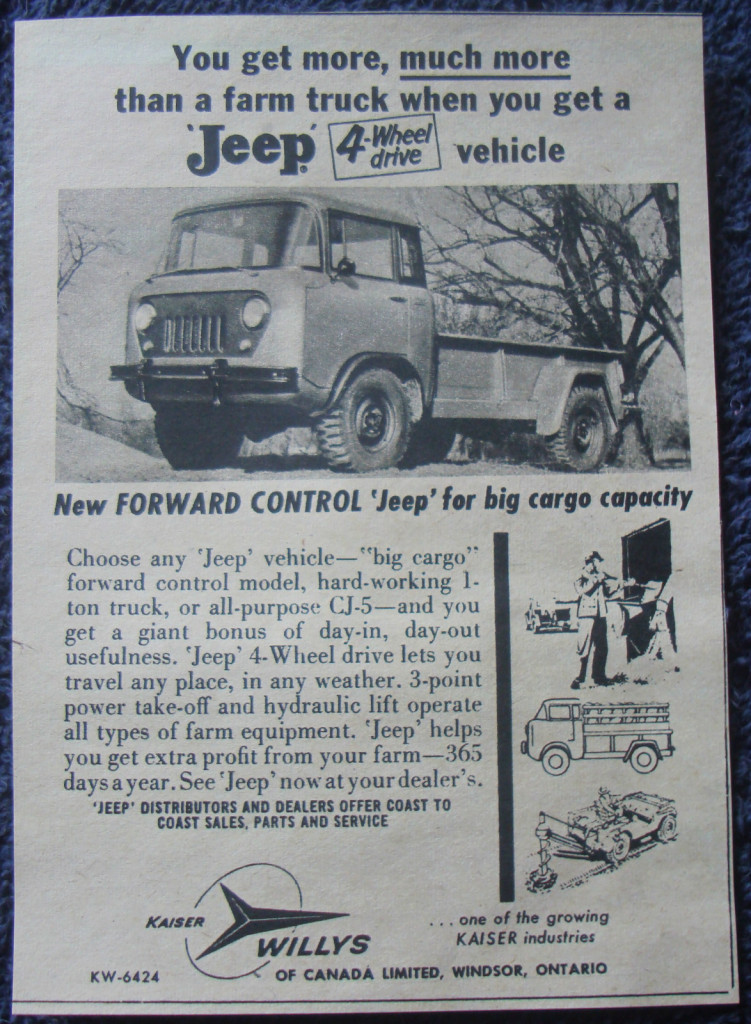 You get more, much more
than a farm truck when you get a
'Jeep' 4-Wheel drive vehicle
New FORWARD CONTROL 'Jeep' for big cargo capacity
Choose any 'Jeep' vehicle—"big cargo"
forward control model, hard-working 1-
ton truck, or all-purpose CJ-5—and you
get a giant bonus of day-in, day-out
usefulness. 'Jeep' 4-Wheel drive lets you
travel any place, in any weather. 3-point
power take-off and hydraulic lift operate
all types of farm equipment. 'Jeep' helps
you get extra profit from your farm—365
days a year. See 'Jeep' now at your dealer's.
'JEEP' DISTRIBUTORS AND DEALERS OFFER COAST TO
COAST SALES, PARTS AND SERVICE
KAISER
WILLYS
...one of the growing
KAISER industries
OF CANADA LIMITED, WINDSOR, ONTARIO
KW-6424